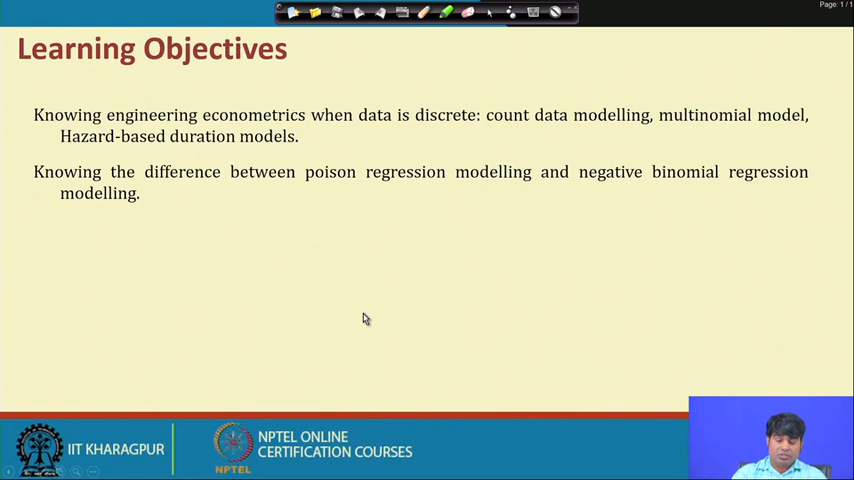 Page: 1 / 1
Learning Objectives
Knowing engineering econometrics when data is discrete: count data modelling, multinomial model,
Hazard-based duration models.
Knowing the difference between poison regression modelling and negative binomial regression
modelling.
IIT KHARAGPUR
NPTEL
NPTEL ONLINE
CERTIFICATION COURSES